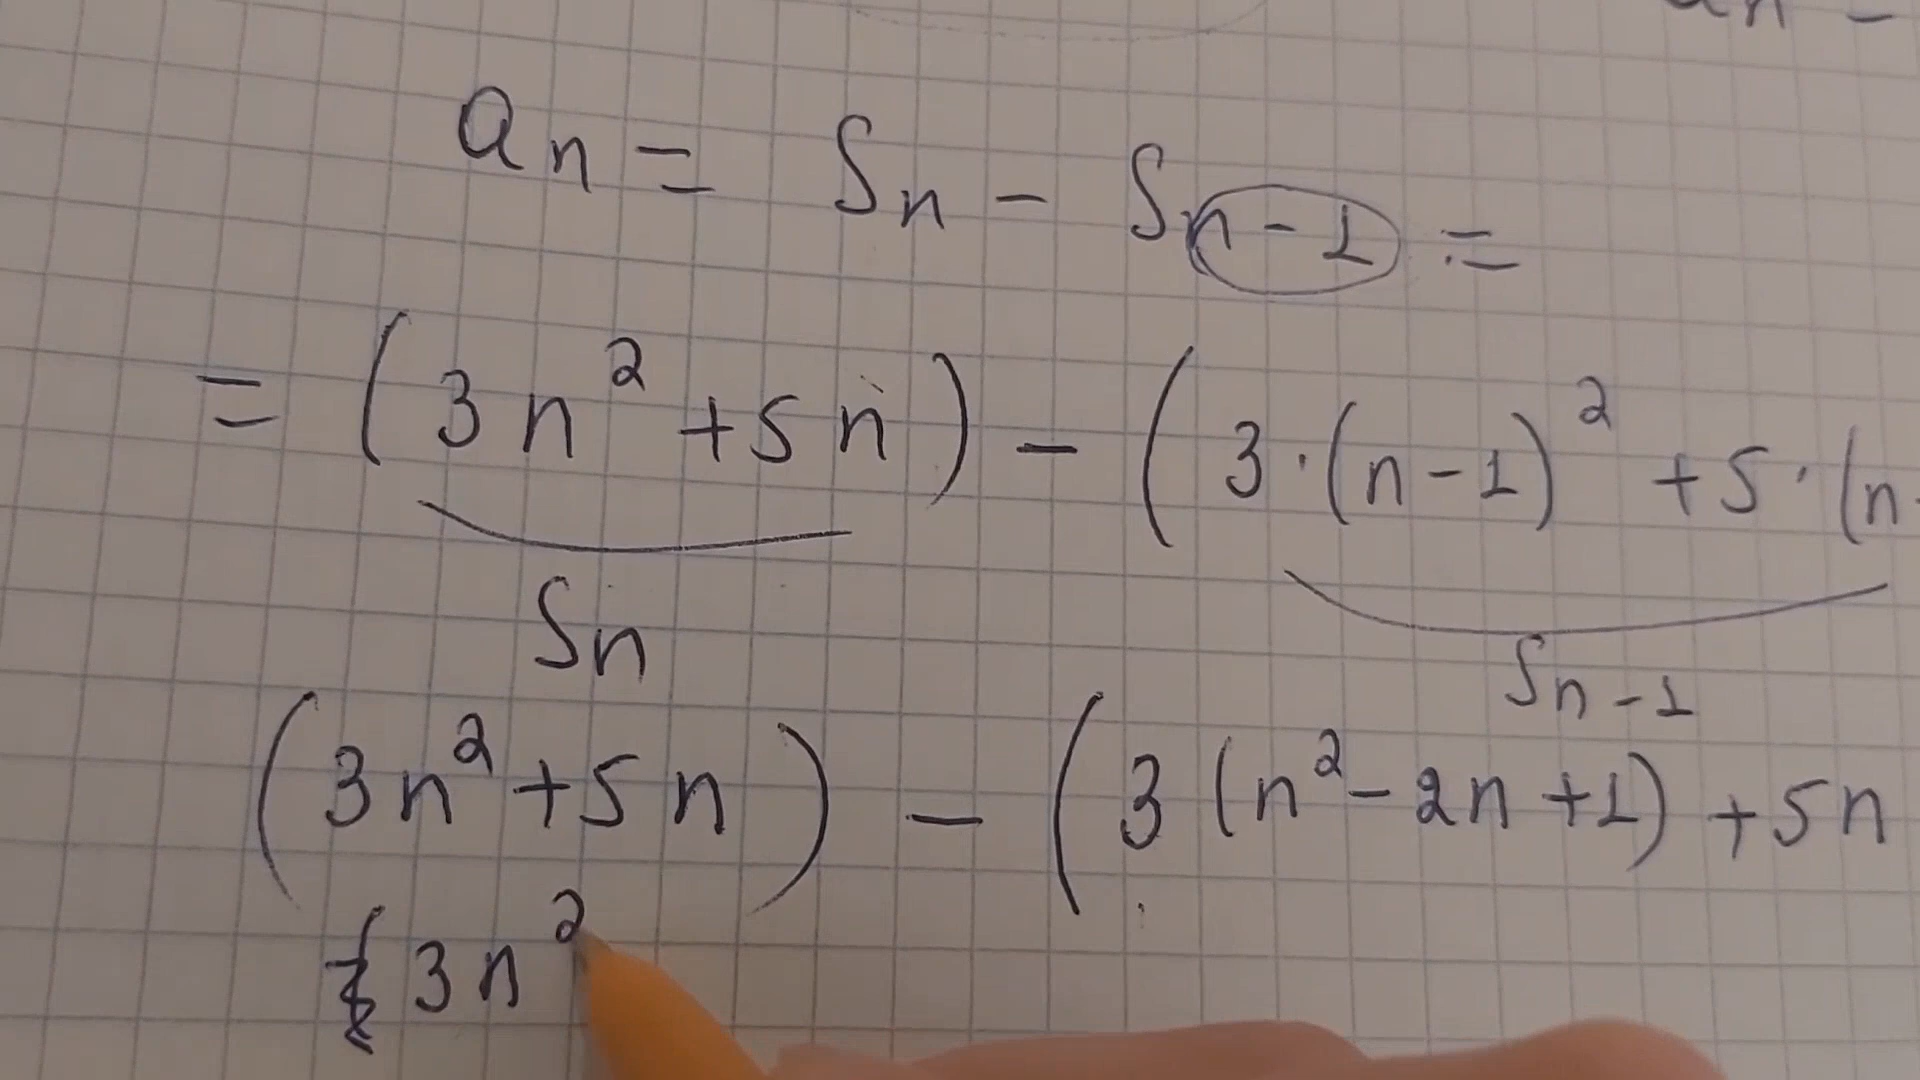 an -
an = Sn - Sn-1 =
= (3n² + 5n) - (3·(n-1)² + 5·(n
Sn
Sn-1
(3n² + 5n) - (3(n² - 2n + 1) + 5n
3n²